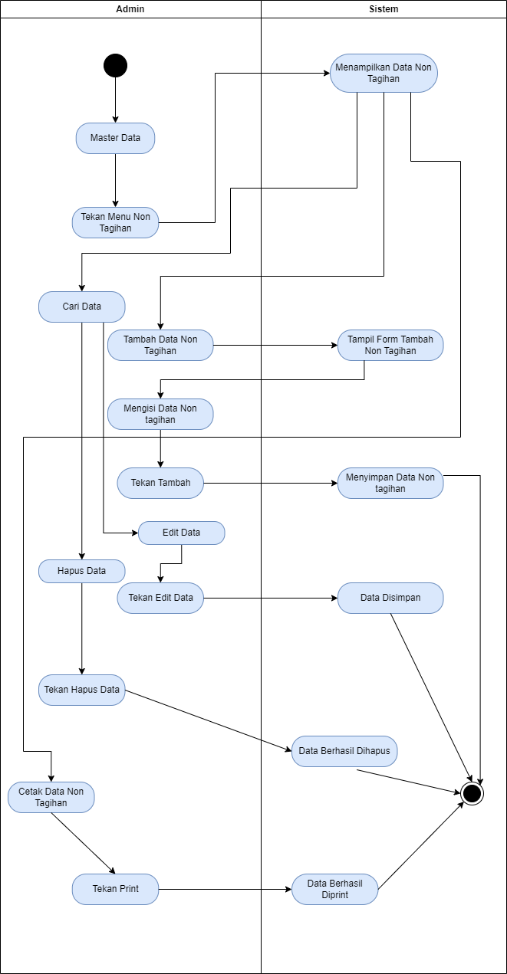 Admin
Sistem
Menampilkan Data Non
Tagihan
Master Data
Tekan Menu Non
Tagihan
Cari Data
Tambah Data Non
Tagihan
Tampil Form Tambah
Non Tagihan
Mengisi Data Non
tagihan
Tekan Tambah
Menyimpan Data Non
tagihan
Edit Data
Hapus Data
Tekan Edit Data
Data Disimpan
Tekan Hapus Data
Data Berhasil Dihapus
Cetak Data Non
Tagihan
Tekan Print
Data Berhasil
Diprint